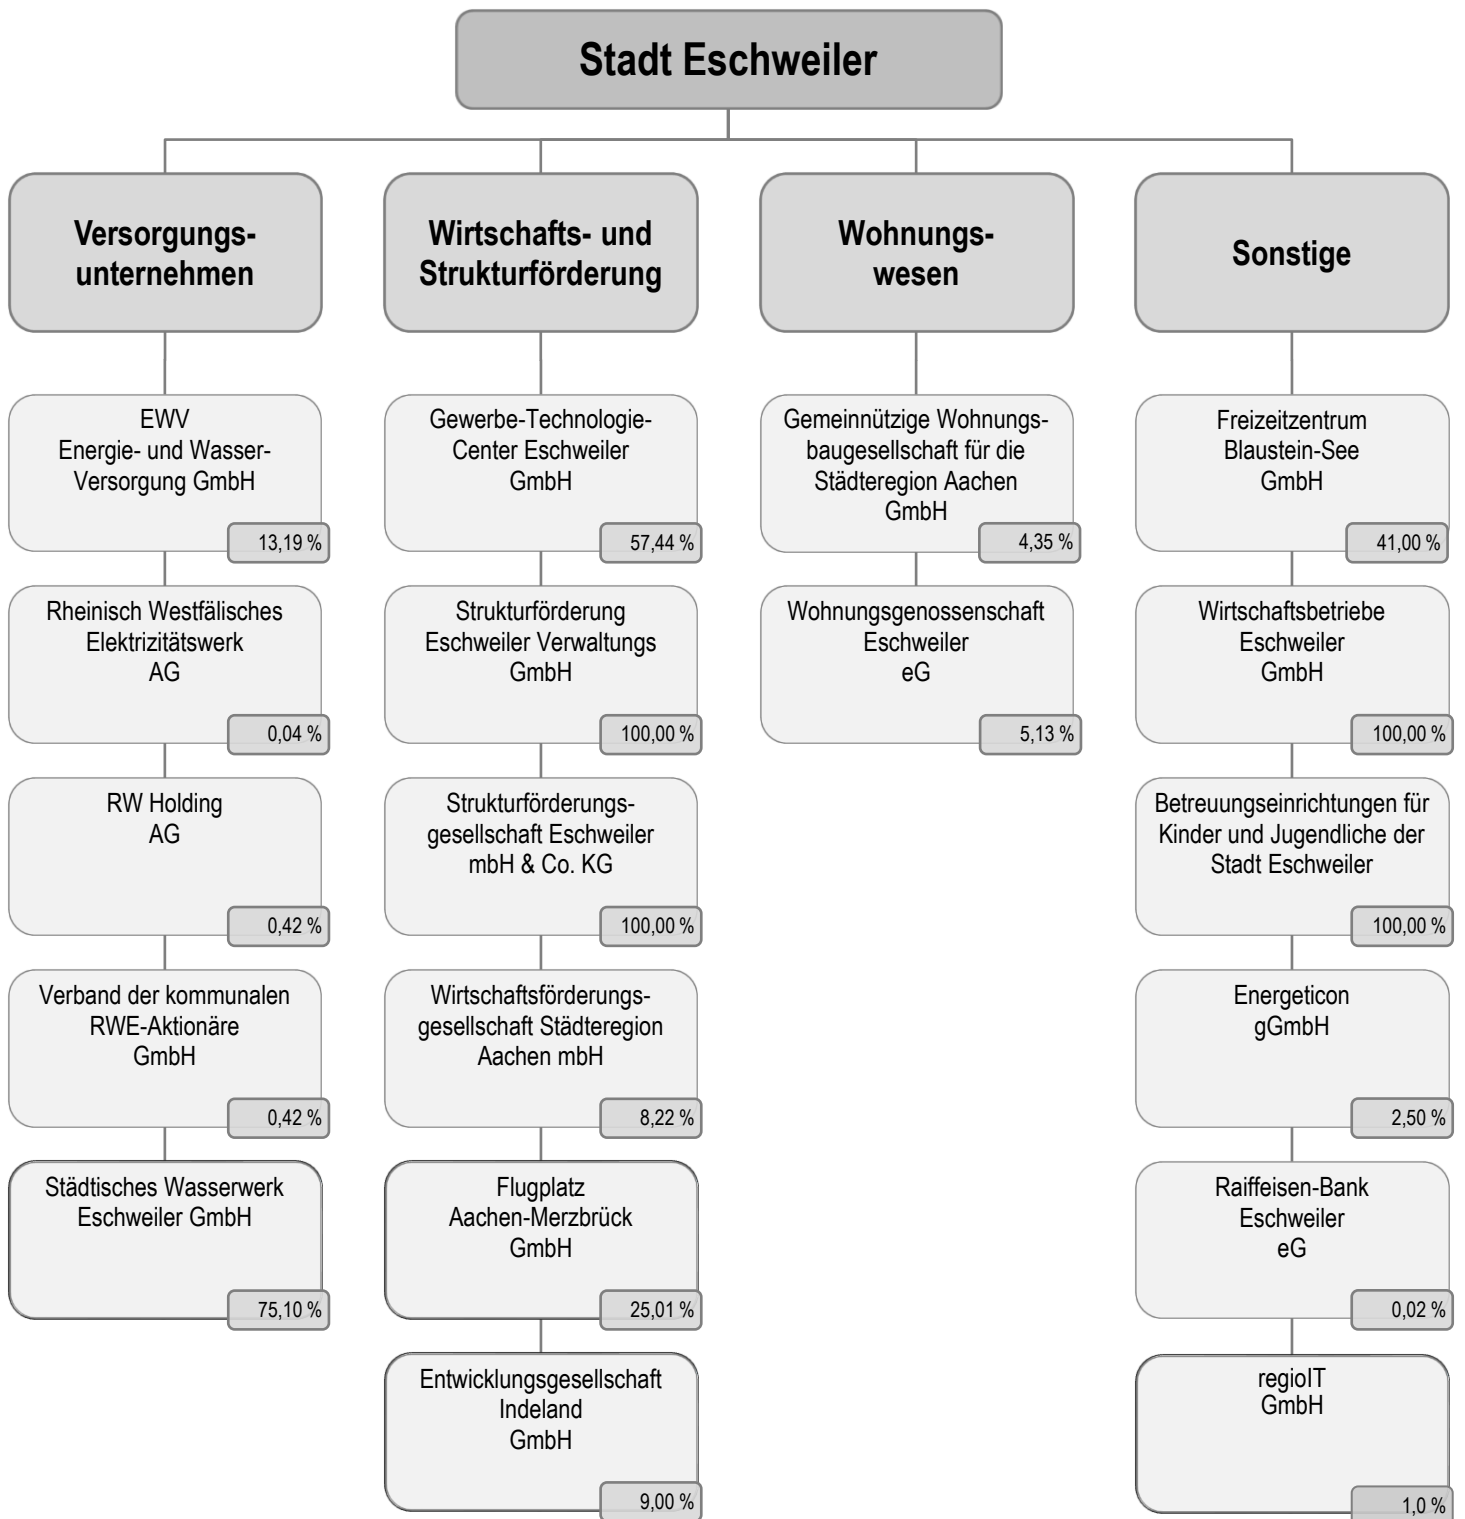 Stadt Eschweiler
Versorgungs-
unternehmen
EWV
Energie- und Wasser-
Versorgung GmbH
13,19 %
Rheinisch Westfälisches
Elektrizitätswerk
AG
0,04 %
RW Holding
AG
0,42 %
Verband der kommunalen
RWE-Aktionäre
GmbH
0,42 %
Städtisches Wasserwerk
Eschweiler GmbH
75,10 %
Wirtschafts- und
Strukturförderung
Gewerbe-Technologie-
Center Eschweiler
GmbH
57,44 %
Strukturförderung
Eschweiler Verwaltungs
GmbH
100,00 %
Strukturförderungs-
gesellschaft Eschweiler
mbH & Co. KG
100,00 %
Wirtschaftsförderungs-
gesellschaft Städteregion
Aachen mbH
8,22 %
Flugplatz
Aachen-Merzbrück
GmbH
25,01 %
Entwicklungsgesellschaft
Indeland
GmbH
9,00 %
Wohnungs-
wesen
Gemeinnützige Wohnungs-
baugesellschaft für die
Städteregion Aachen
GmbH
4,35 %
Wohnungsgenossenschaft
Eschweiler
eG
5,13 %
Sonstige
Freizeitzentrum
Blaustein-See
GmbH
41,00 %
Wirtschaftsbetriebe
Eschweiler
GmbH
100,00 %
Betreuungseinrichtungen für
Kinder und Jugendliche der
Stadt Eschweiler
100,00 %
Energeticon
gGmbH
2,50 %
Raiffeisen-Bank
Eschweiler
eG
0,02 %
regioIT
GmbH
1,0 %